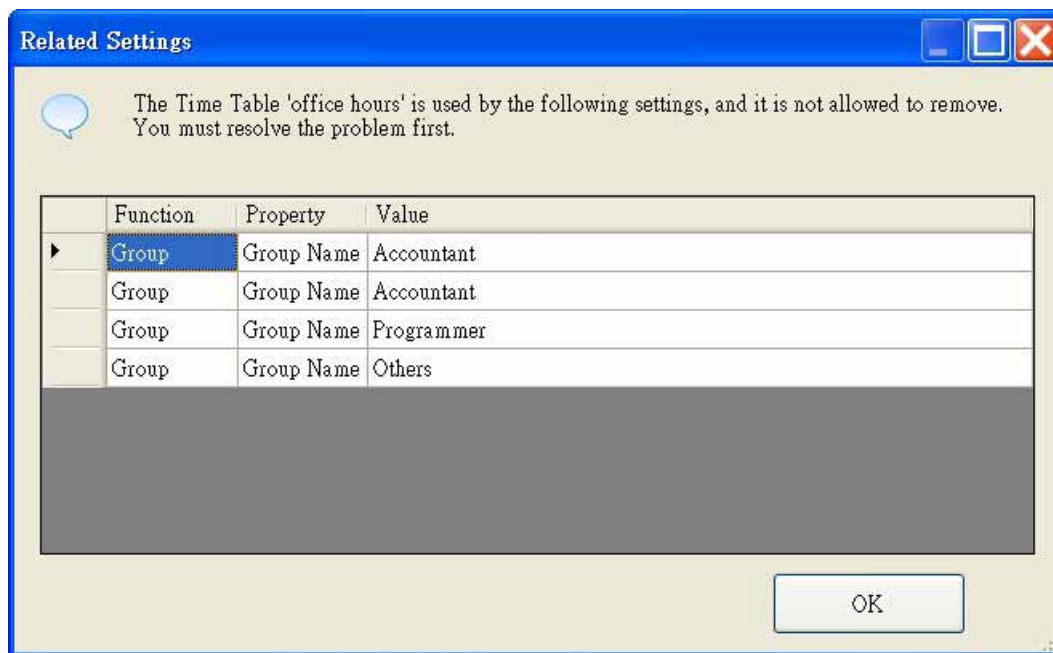 Related Settings
The Time Table 'office hours' is used by the following settings, and it is not allowed to remove.
You must resolve the problem first.
Function Property Value
Group Group Name Accountant
Group Group Name Accountant
Group Group Name Programmer
Group Group Name Others
OK